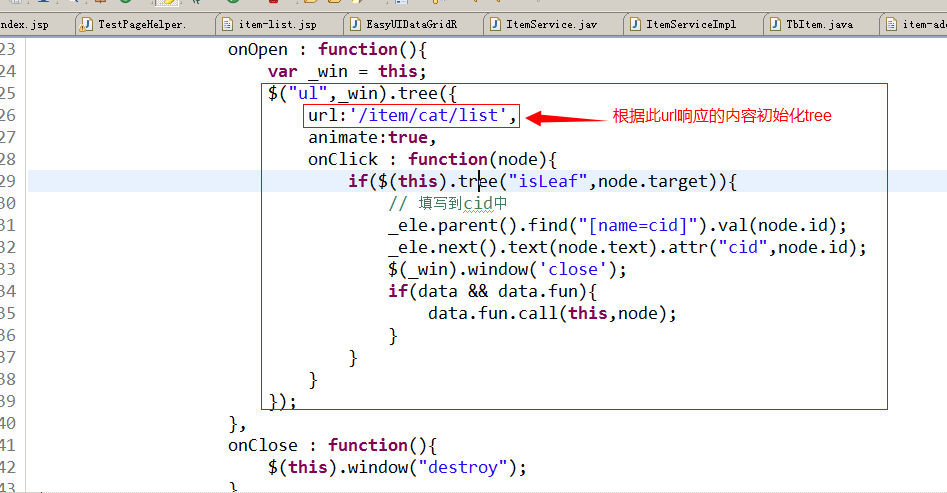 ndex.jsp TestPageHelper. item-list.jsp EasyUIDataGridR ItemService.jav ItemServiceImpl TbItem.java item-ad
23 onOpen : function(){
24 var _win = this;
25 $("ul",_win).tree({
26 url:'/item/cat/list', 根据此url响应的内容初始化tree
27 animate:true,
28 onClick : function(node){
29 if($(this).tree("isLeaf",node.target)){
30 // 填写到cid中
31 _ele.parent().find("[name=cid]").val(node.id);
32 _ele.next().text(node.text).attr("cid",node.id);
33 $(_win).window('close');
34 if(data && data.fun){
35 data.fun.call(this,node);
36 }
37 }
38 }
39 });
40 },
41 onClose : function(){
42 $(this).window("destroy");
43 }